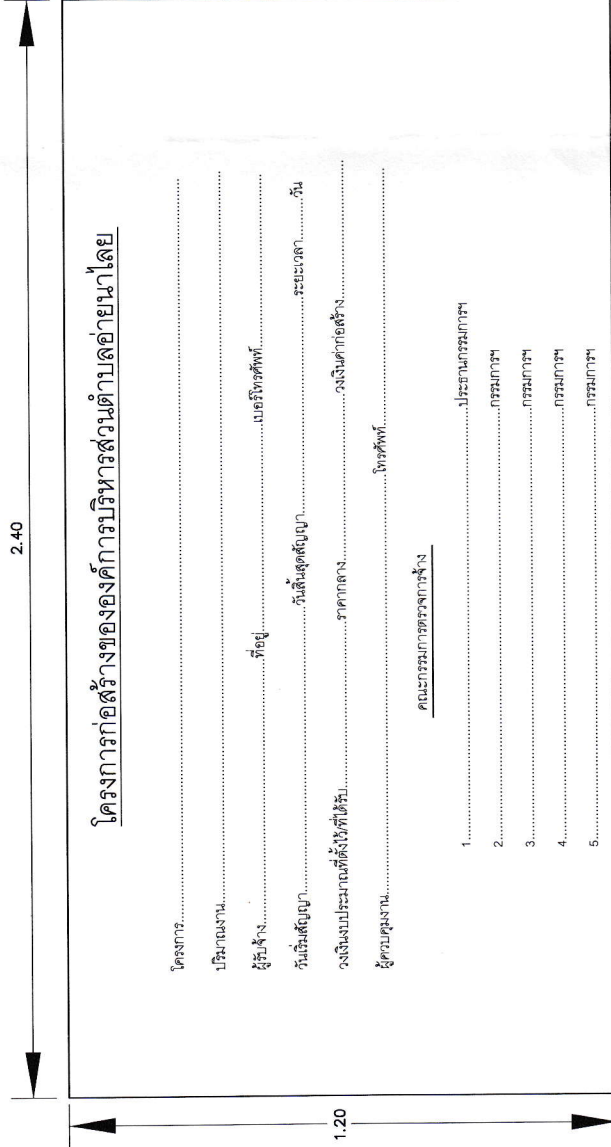 2.40
1.20
โครงการก่อสร้างขององค์การบริหารส่วนตำบลอ่ายนาไลย
โครงการ....................................................................................................
ปริมาณงาน....................................................................................................
ผู้รับจ้าง..............................ที่อยู่..............................เบอร์โทรศัพท์..............................
วันเริ่มสัญญา..............................วันสิ้นสุดสัญญา..............................ระยะเวลา..........วัน
วงเงินงบประมาณที่ตั้งไว้/ที่ได้รับ....................ราคากลาง..............................วงเงินค่าก่อสร้าง....................
ผู้ควบคุมงาน..................................................โทรศัพท์..................................................
คณะกรรมการตรวจการจ้าง
1..................................................ประธานกรรมการฯ
2..................................................กรรมการฯ
3..................................................กรรมการฯ
4..................................................กรรมการฯ
5..................................................กรรมการฯ